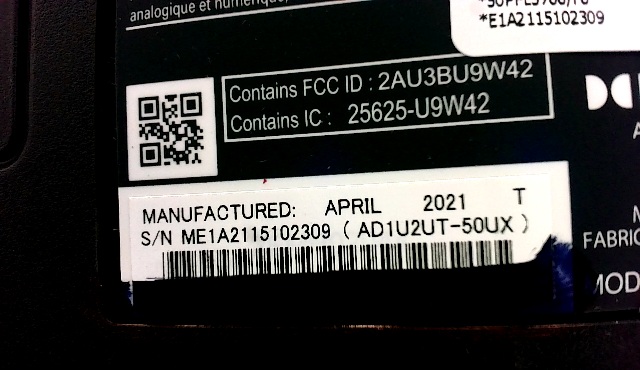 analogique et numérique,
*E1A2115102309
Contains FCC ID : 2AU3BU9W42
Contains IC : 25625-U9W42
MANUFACTURED: APRIL 2021 T
S/N ME1A2115102309 ( AD1U2UT-50UX )